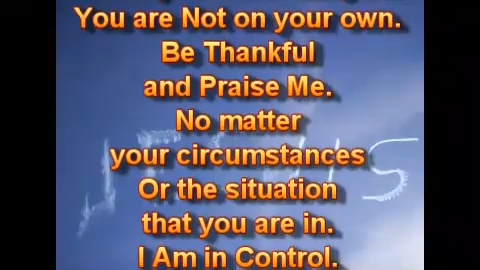 You are Not on your own.
Be Thankful
and Praise Me.
No matter
your circumstances
Or the situation
that you are in.
I Am in Control.